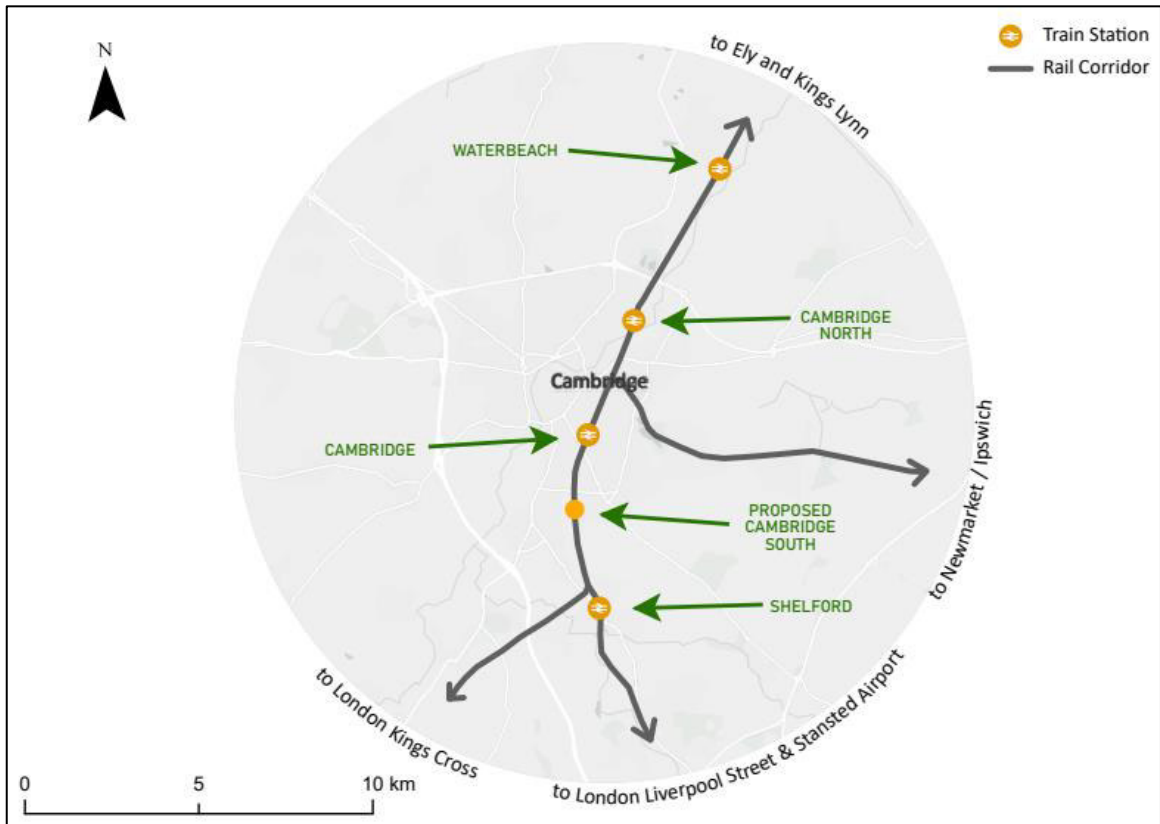 N
Train Station
Rail Corridor
to Ely and Kings Lynn
WATERBEACH
CAMBRIDGE
NORTH
Cambridge
CAMBRIDGE
to Newmarket / Ipswich
PROPOSED
CAMBRIDGE
SOUTH
SHELFORD
to London Kings Cross
to London Liverpool Street & Stansted Airport
0 5 10 km